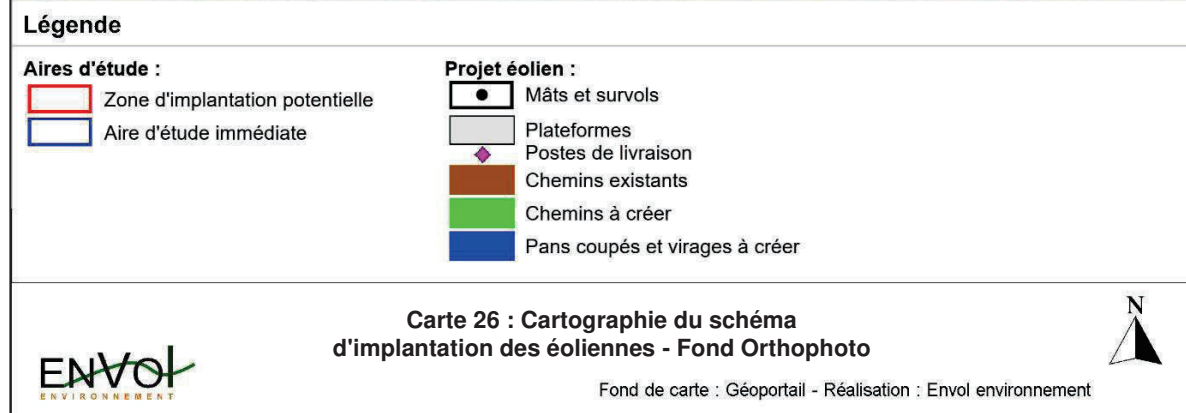 Légende
Aires d'étude :
Zone d'implantation potentielle
Aire d'étude immédiate
Projet éolien :
Mâts et survols
Plateformes
Postes de livraison
Chemins existants
Chemins à créer
Pans coupés et virages à créer
Carte 26 : Cartographie du schéma
d'implantation des éoliennes - Fond Orthophoto
N
ENVOL
ENVIRONNEMENT
Fond de carte : Géoportail - Réalisation : Envol environnement